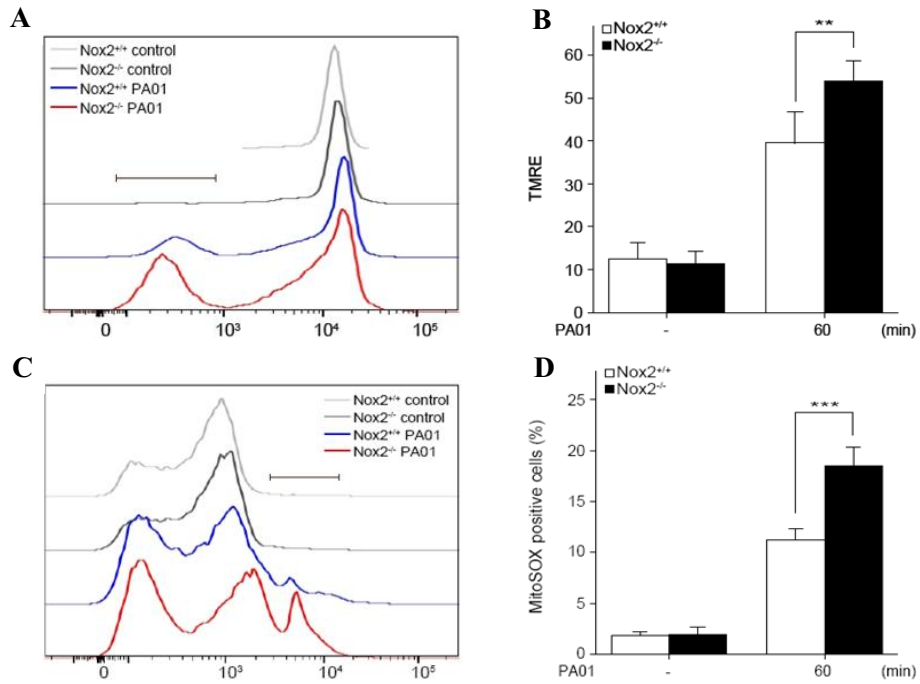 A
Nox2+/+ control
Nox2-/- control
Nox2+/+ PA01
Nox2-/- PA01
0 10³ 10⁴ 10⁵
B
Nox2+/+
Nox2-/-
**
TMRE
60
50
40
30
20
10
0
PA01 - 60 (min)
C
Nox2+/+ control
Nox2-/- control
Nox2+/+ PA01
Nox2-/- PA01
0 10³ 10⁴ 10⁵
D
Nox2+/+
Nox2-/-
***
MitoSOX positive cells (%)
25
20
15
10
5
0
PA01 - 60 (min)